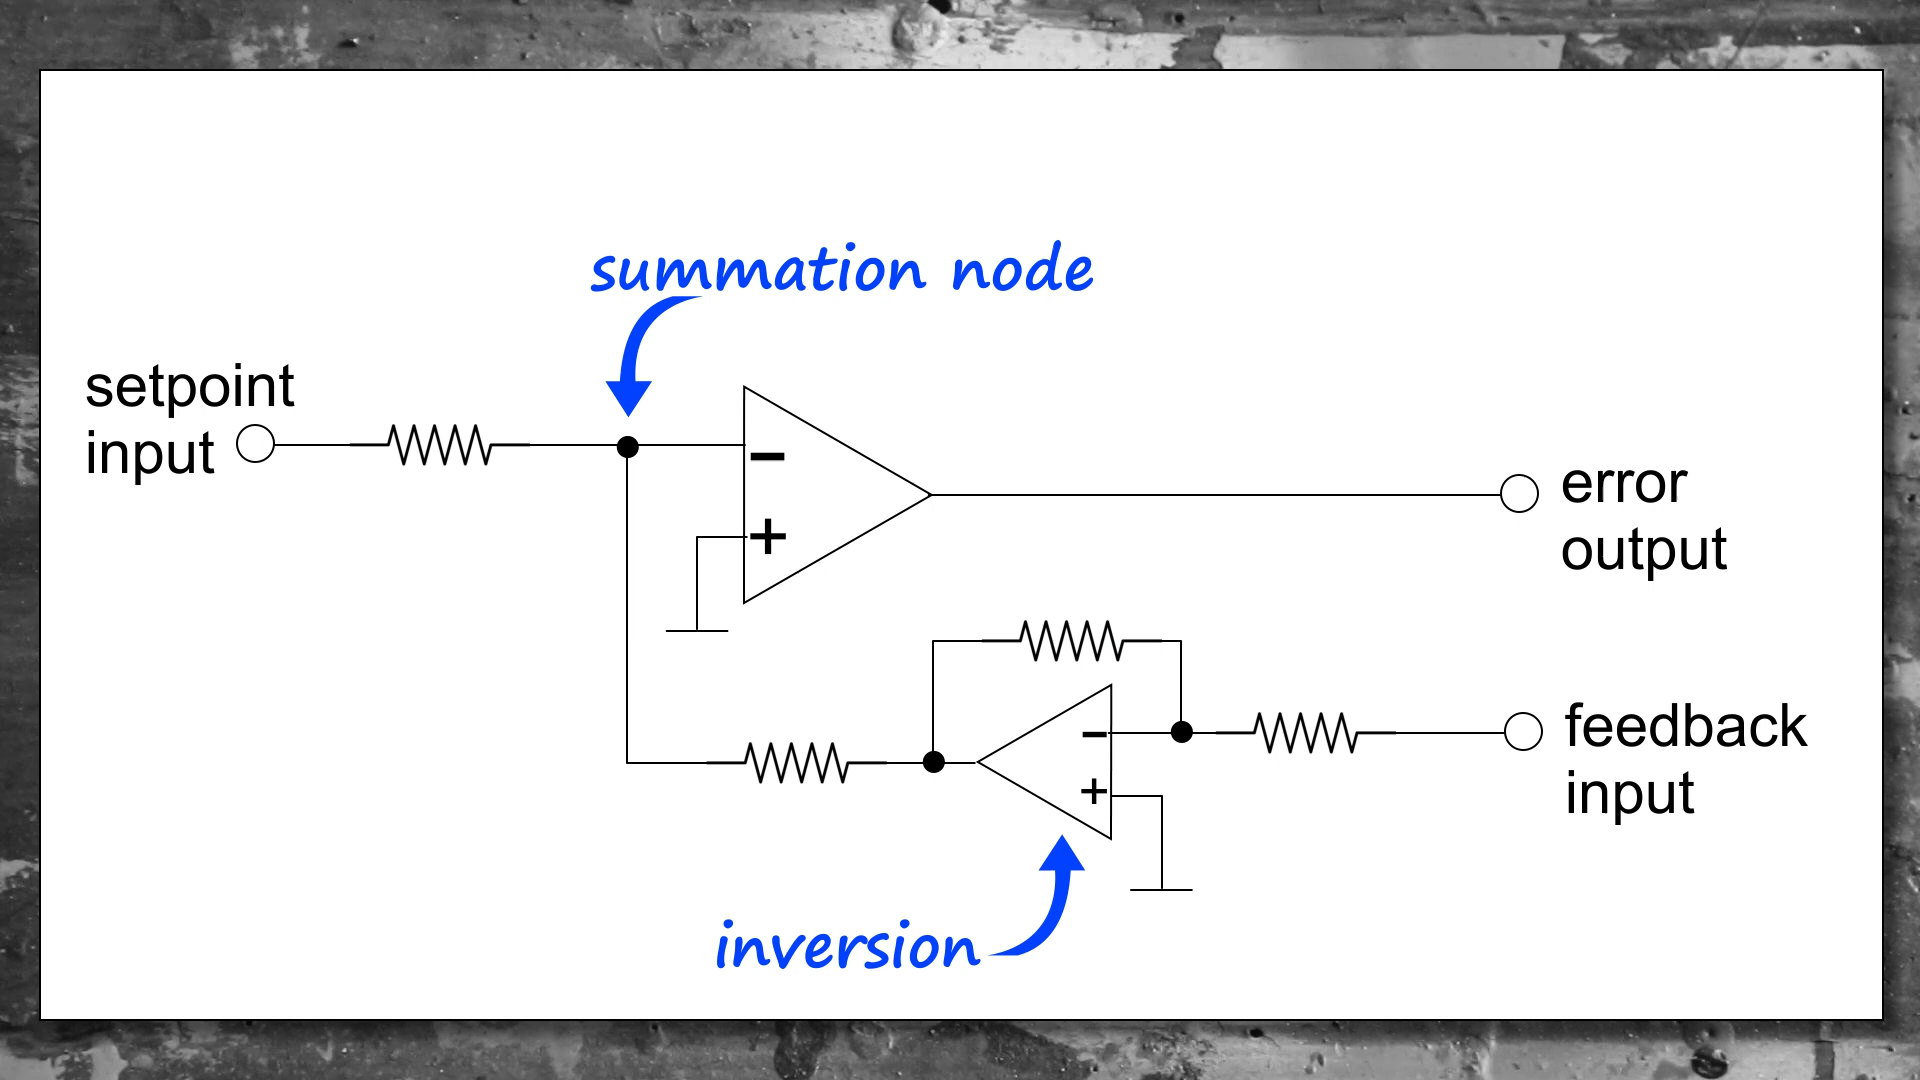 summation node
setpoint
input
−
+
error
output
−
+
feedback
input
inversion